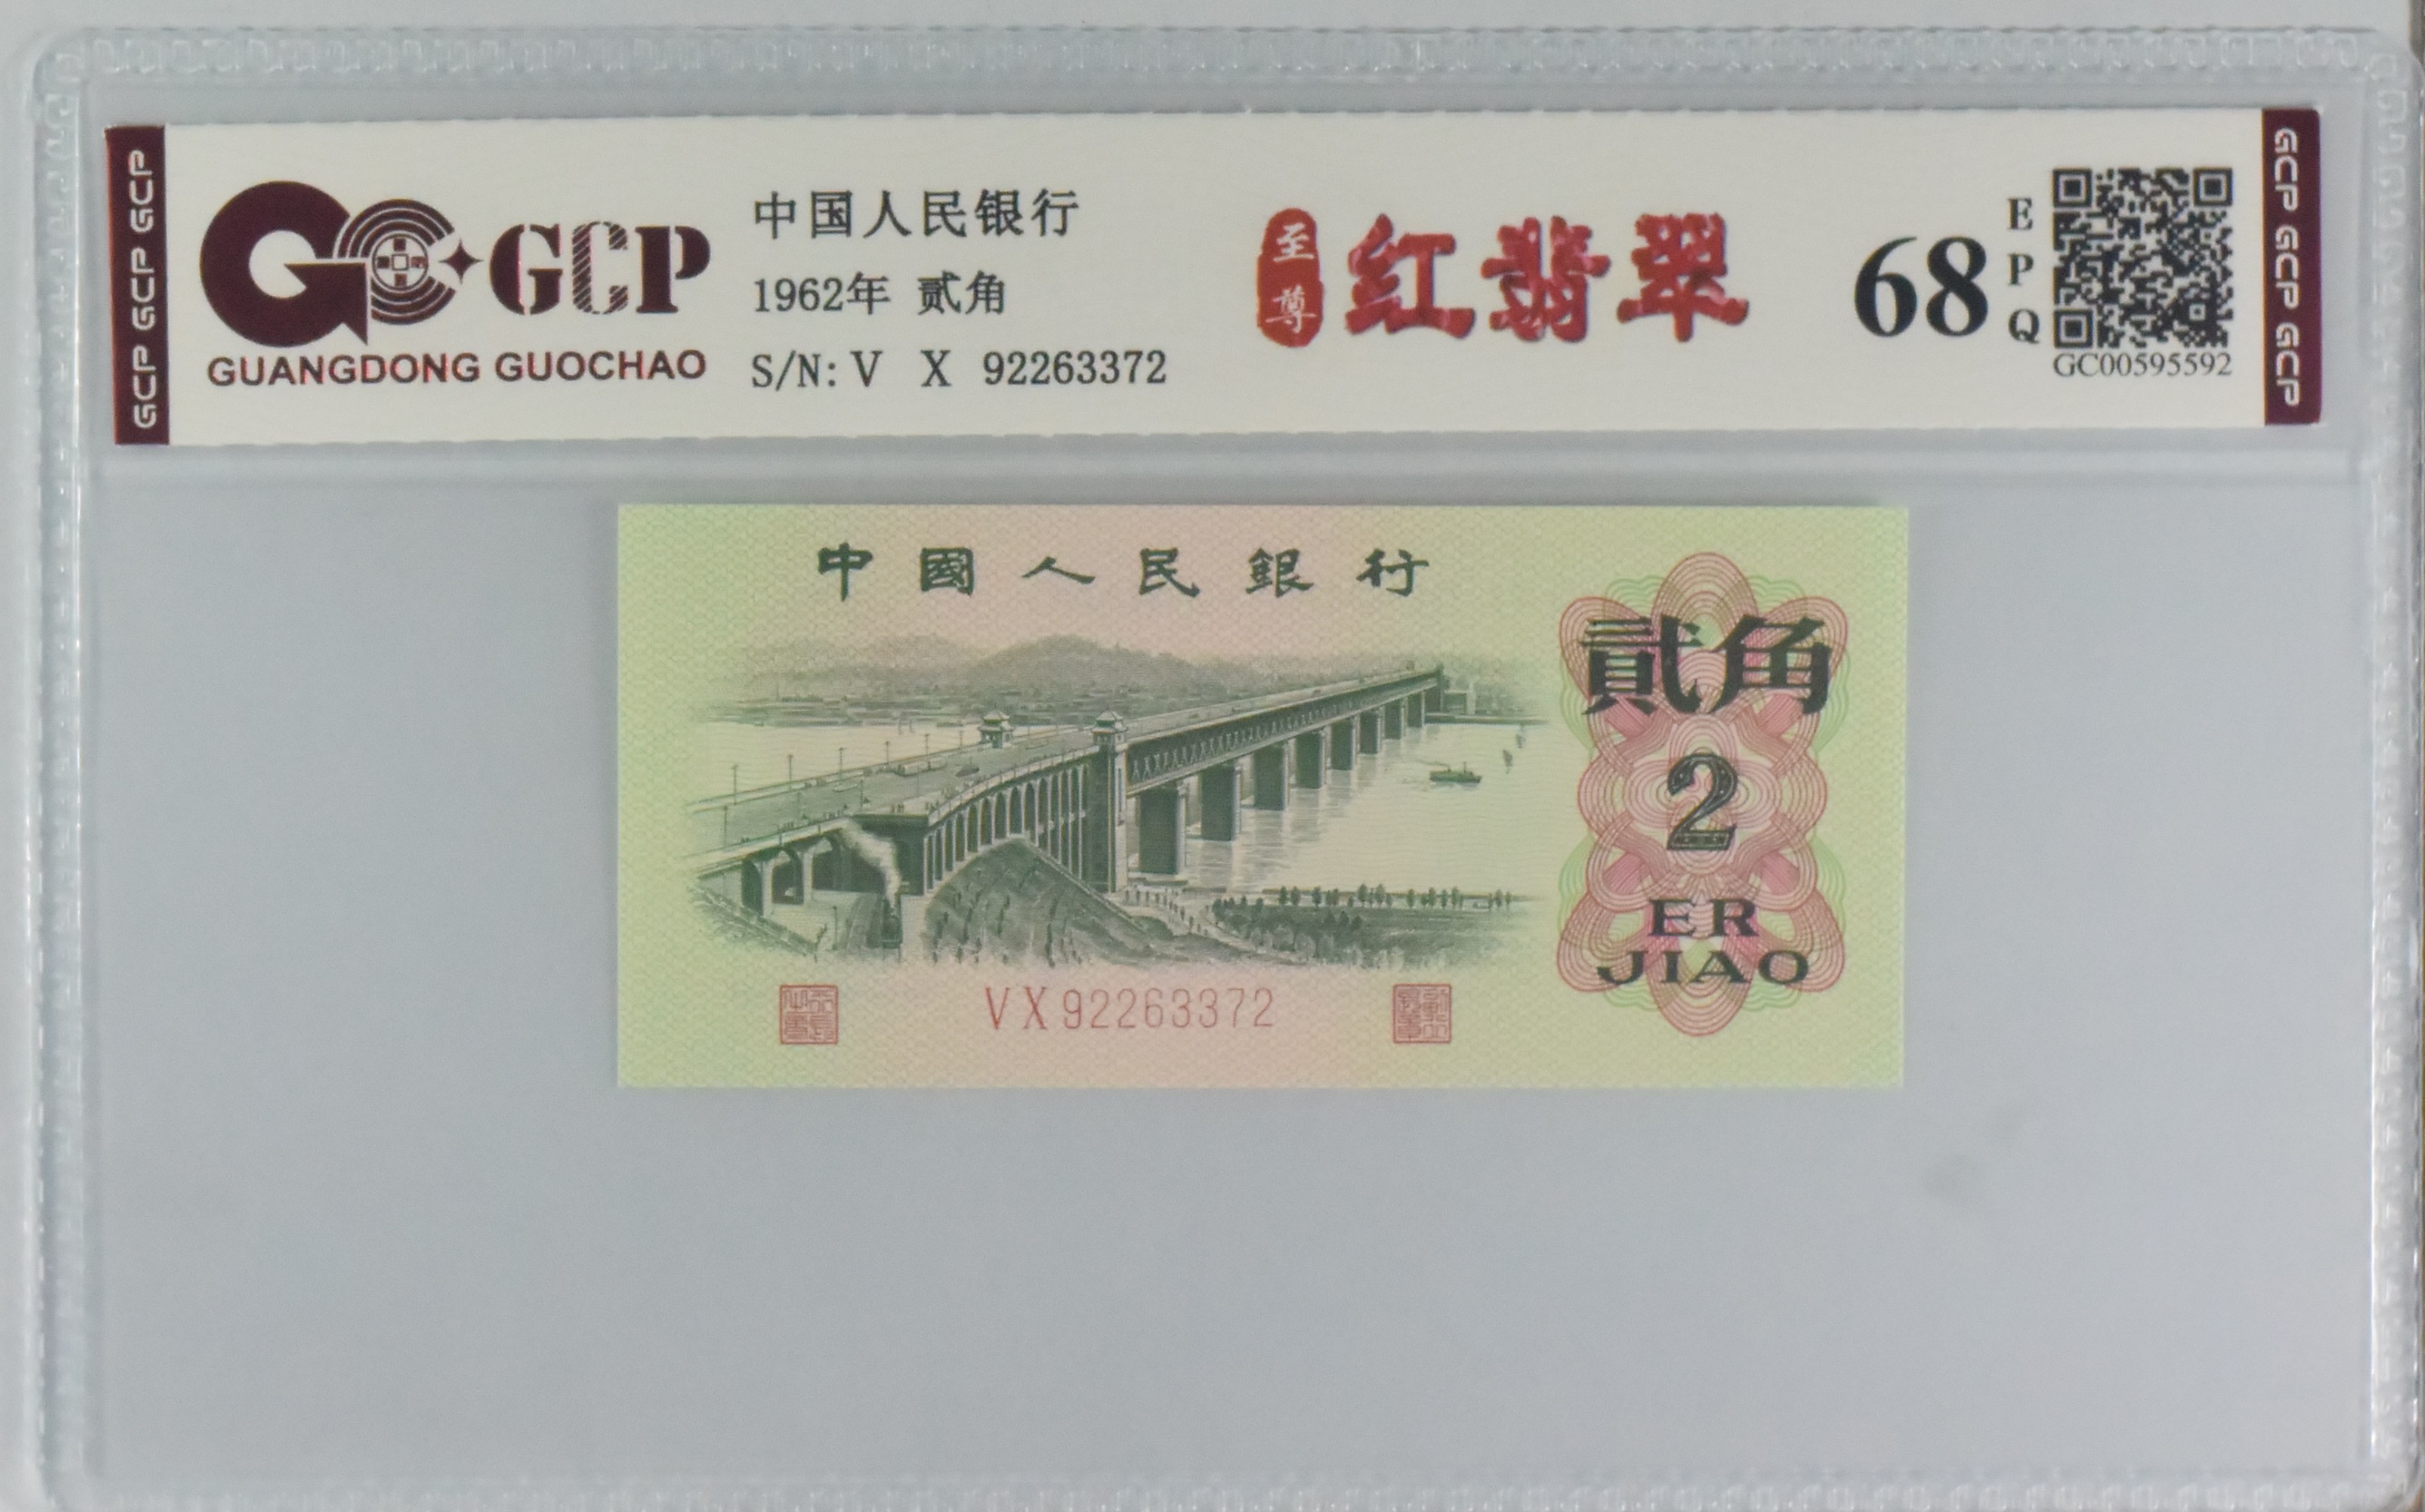 GCP GCP GCP
GCP
GUANGDONG GUOCHAO
中国人民银行
1962年 贰角
S/N: V X 92263372
至尊
红翡翠
68
EPQ
GC00595592
GCP GCP GCP
中國人民銀行
貳角
2
ER
JIAO
VX92263372